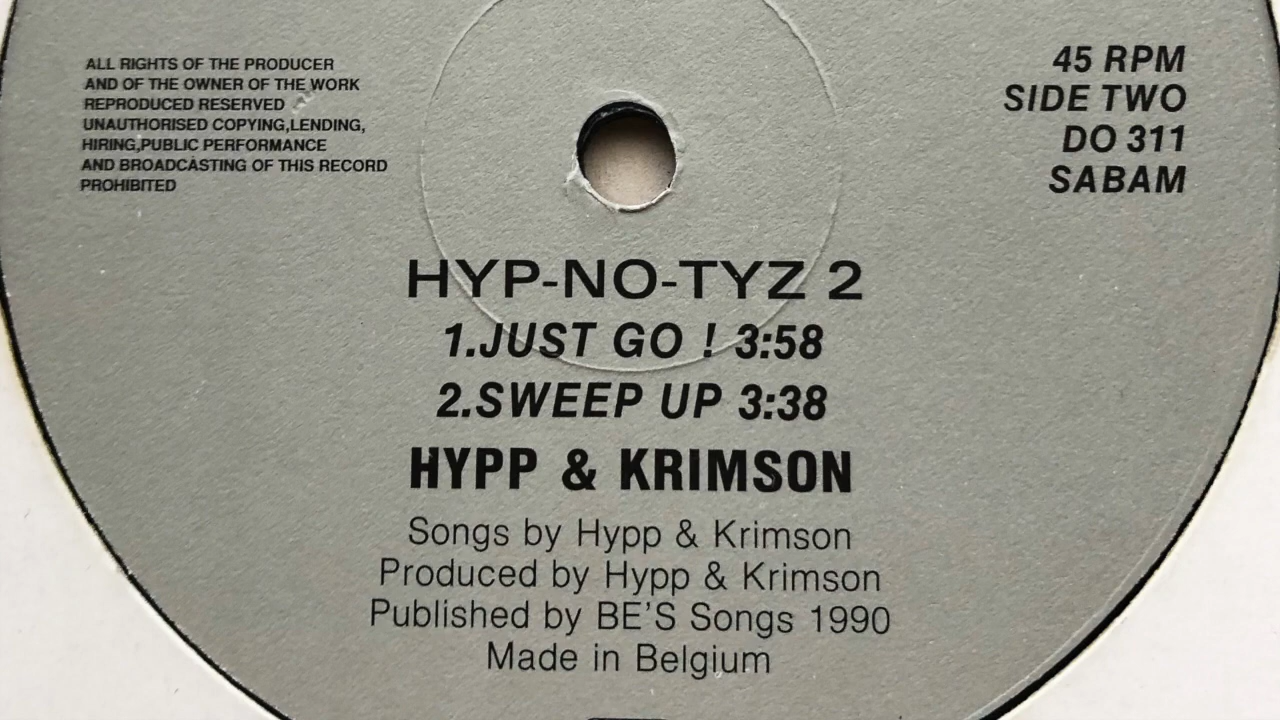 ALL RIGHTS OF THE PRODUCER
AND OF THE OWNER OF THE WORK
REPRODUCED RESERVED
UNAUTHORISED COPYING,LENDING,
HIRING,PUBLIC PERFORMANCE
AND BROADCASTING OF THIS RECORD
PROHIBITED
45 RPM
SIDE TWO
DO 311
SABAM
HYP-NO-TYZ 2
1.JUST GO ! 3:58
2.SWEEP UP 3:38
HYPP & KRIMSON
Songs by Hypp & Krimson
Produced by Hypp & Krimson
Published by BE'S Songs 1990
Made in Belgium